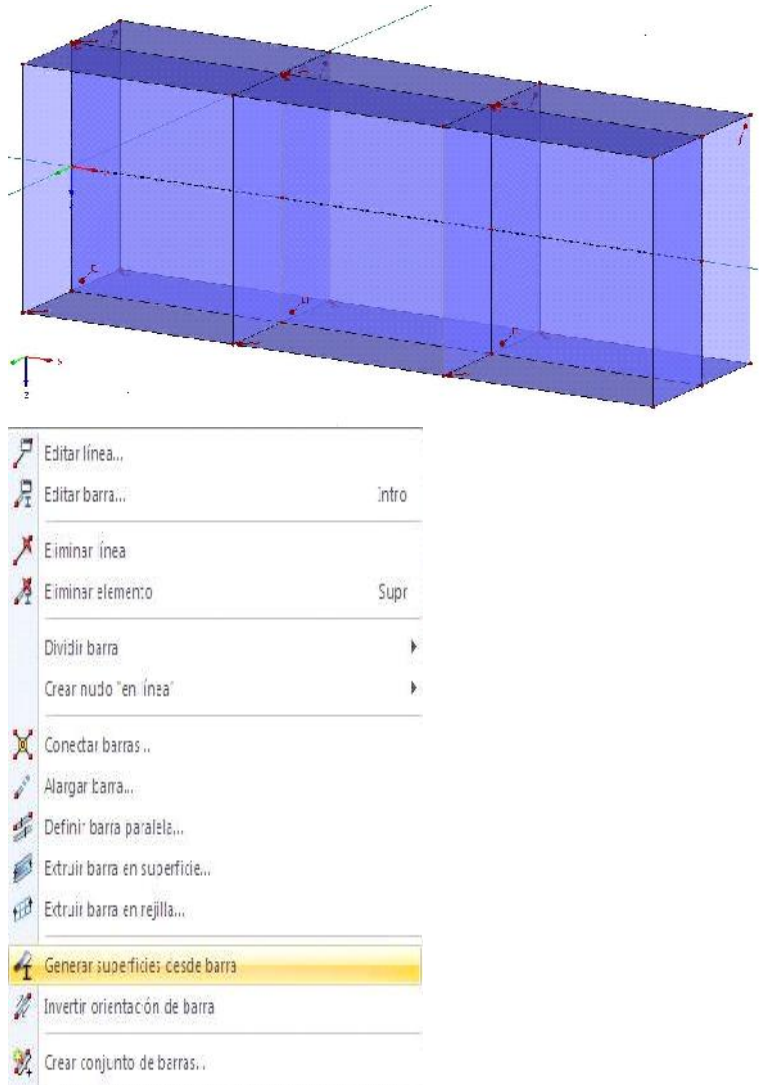 z
Editar línea...
Editar barra... Intro
Eliminar línea
Eliminar elemento Supr
Dividir barra
Crear nudo "en línea"
Conectar barras...
Alargar barra...
Definir barra paralela...
Extruir barra en superficie...
Extruir barra en rejilla...
Generar superficies desde barra
Invertir orientación de barra
Crear conjunto de barras...